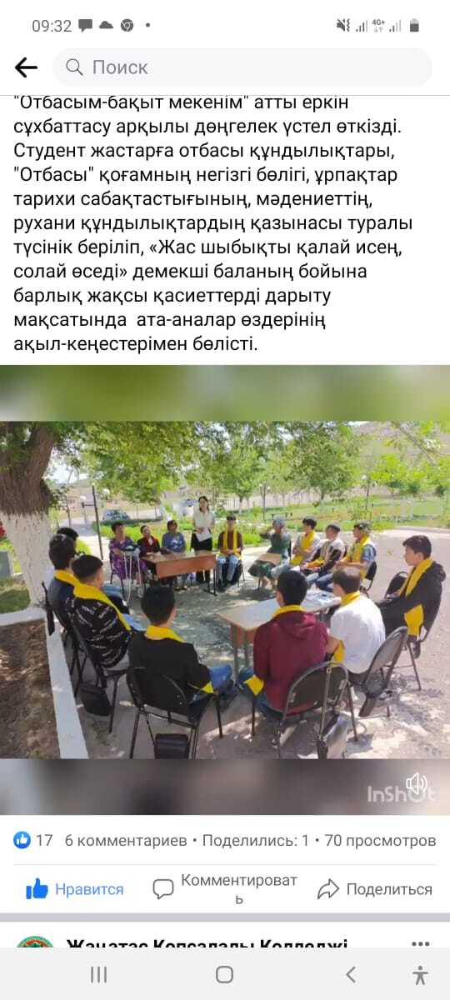 09:32
4G+
Поиск
"Отбасым-бақыт мекенім" атты еркін
сұхбаттасу арқылы дөңгелек үстел өткізді.
Студент жастарға отбасы құндылықтары,
"Отбасы" қоғамның негізгі бөлігі, ұрпақтар
тарихи сабақтастығының, мәдениеттің,
рухани құндылықтардың қазынасы туралы
түсінік беріліп, «Жас шыбықты қалай исең,
солай өседі» демекші баланың бойына
барлық жақсы қасиеттерді дарыту
мақсатында ата-аналар өздерінің
ақыл-кеңестерімен бөлісті.
InShOt
17 6 комментариев • Поделились: 1 • 70 просмотров
Нравится
Комментироват
ь
Поделиться
Жаңатас Көпсалалы Колледжі